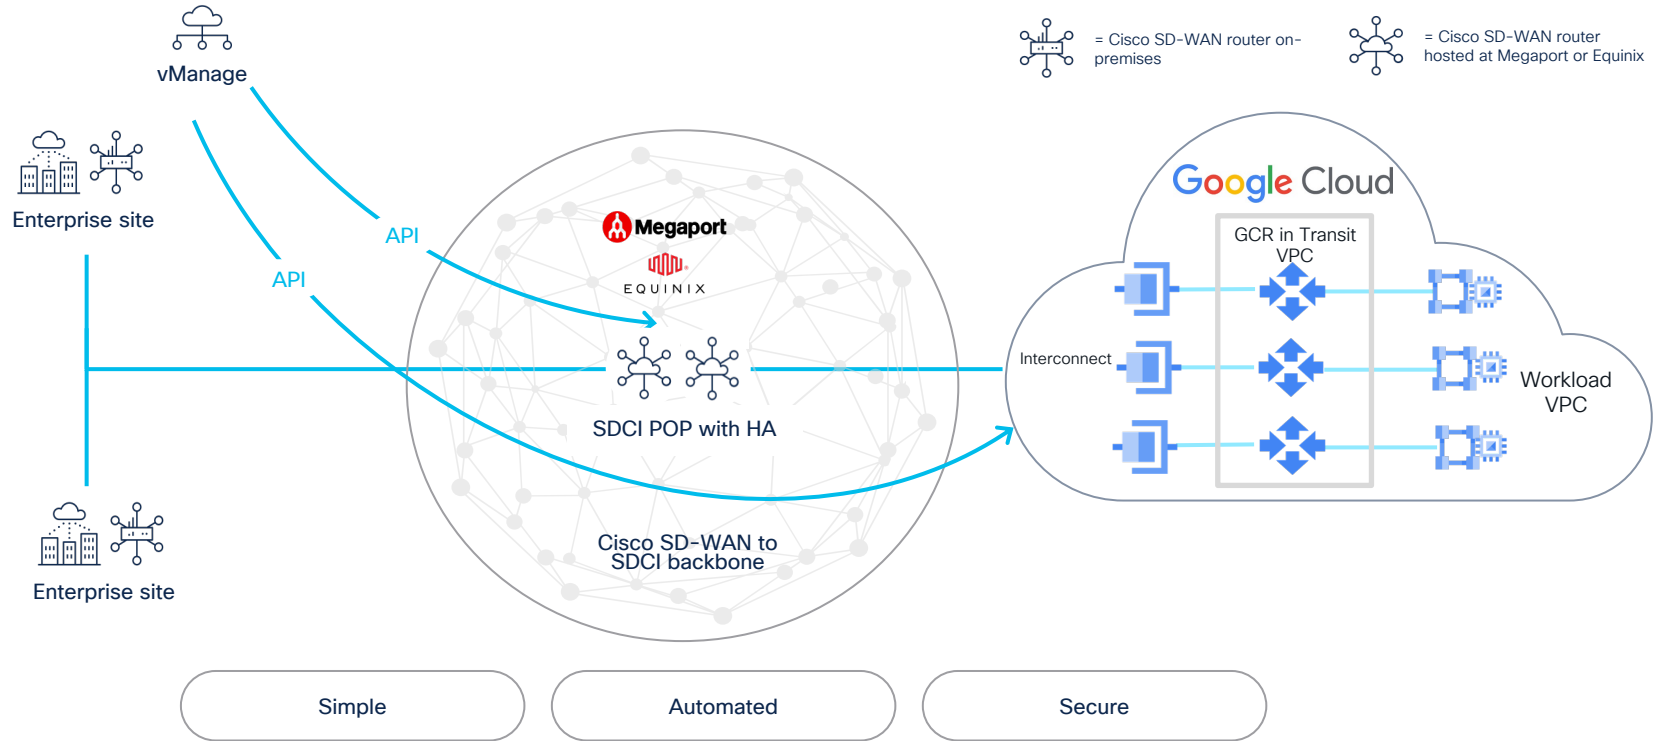 vManage
= Cisco SD-WAN router on-
premises
= Cisco SD-WAN router
hosted at Megaport or Equinix
Enterprise site
API
API
Megaport
EQUINIX
Google Cloud
GCR in Transit
VPC
Interconnect
Workload
VPC
SDCI POP with HA
Cisco SD-WAN to
SDCI backbone
Enterprise site
Simple
Automated
Secure